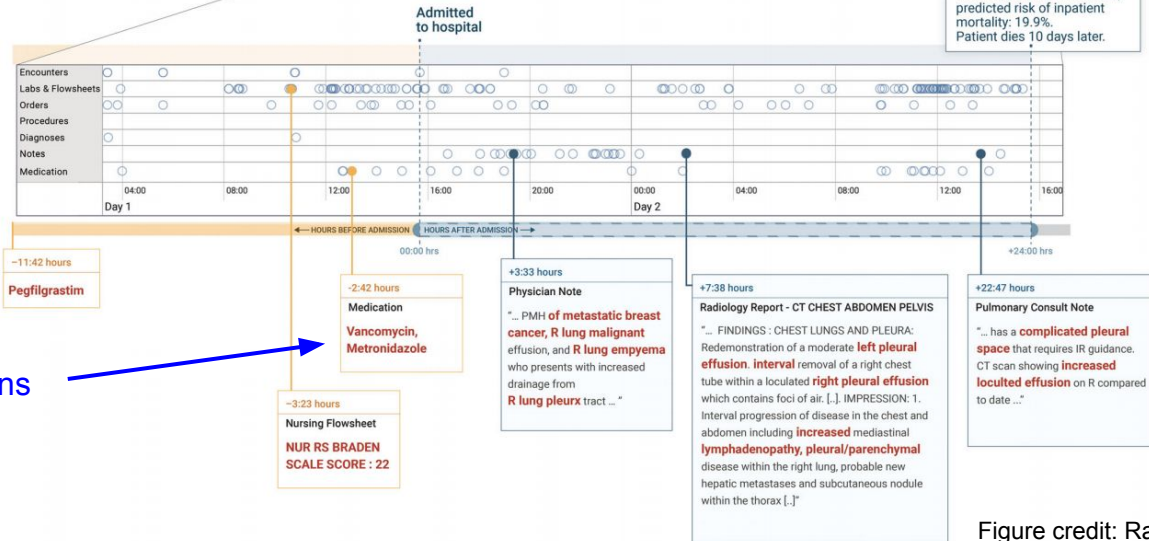 predicted risk of inpatient
mortality: 19.9%.
Patient dies 10 days later.
Admitted
to hospital
Encounters
Labs & Flowsheets
Orders
Procedures
Diagnoses
Notes
Medication
04:00 08:00 12:00 16:00 20:00 00:00 04:00 08:00 12:00 16:00
Day 1 Day 2
HOURS BEFORE ADMISSION HOURS AFTER ADMISSION
00:00 hrs +24:00 hrs
−11:42 hours
Pegfilgrastim
-2:42 hours
Medication
Vancomycin,
Metronidazole
ns
−3:23 hours
Nursing Flowsheet
NUR RS BRADEN
SCALE SCORE : 22
+3:33 hours
Physician Note
"... PMH of metastatic breast
cancer, R lung malignant
effusion, and R lung empyema
who presents with increased
drainage from
R lung pleurx tract ... "
+7:38 hours
Radiology Report - CT CHEST ABDOMEN PELVIS
"... FINDINGS : CHEST LUNGS AND PLEURA:
Redemonstration of a moderate left pleural
effusion. interval removal of a right chest
tube within a loculated right pleural effusion
which contains foci of air. [..]. IMPRESSION: 1.
Interval progression of disease in the chest and
abdomen including increased mediastinal
lymphadenopathy, pleural/parenchymal
disease within the right lung, probable new
hepatic metastases and subcutaneous nodule
within the thorax [..]"
+22:47 hours
Pulmonary Consult Note
"... has a complicated pleural
space that requires IR guidance.
CT scan showing increased
loculted effusion on R compared
to date ..."
Figure credit: Ra